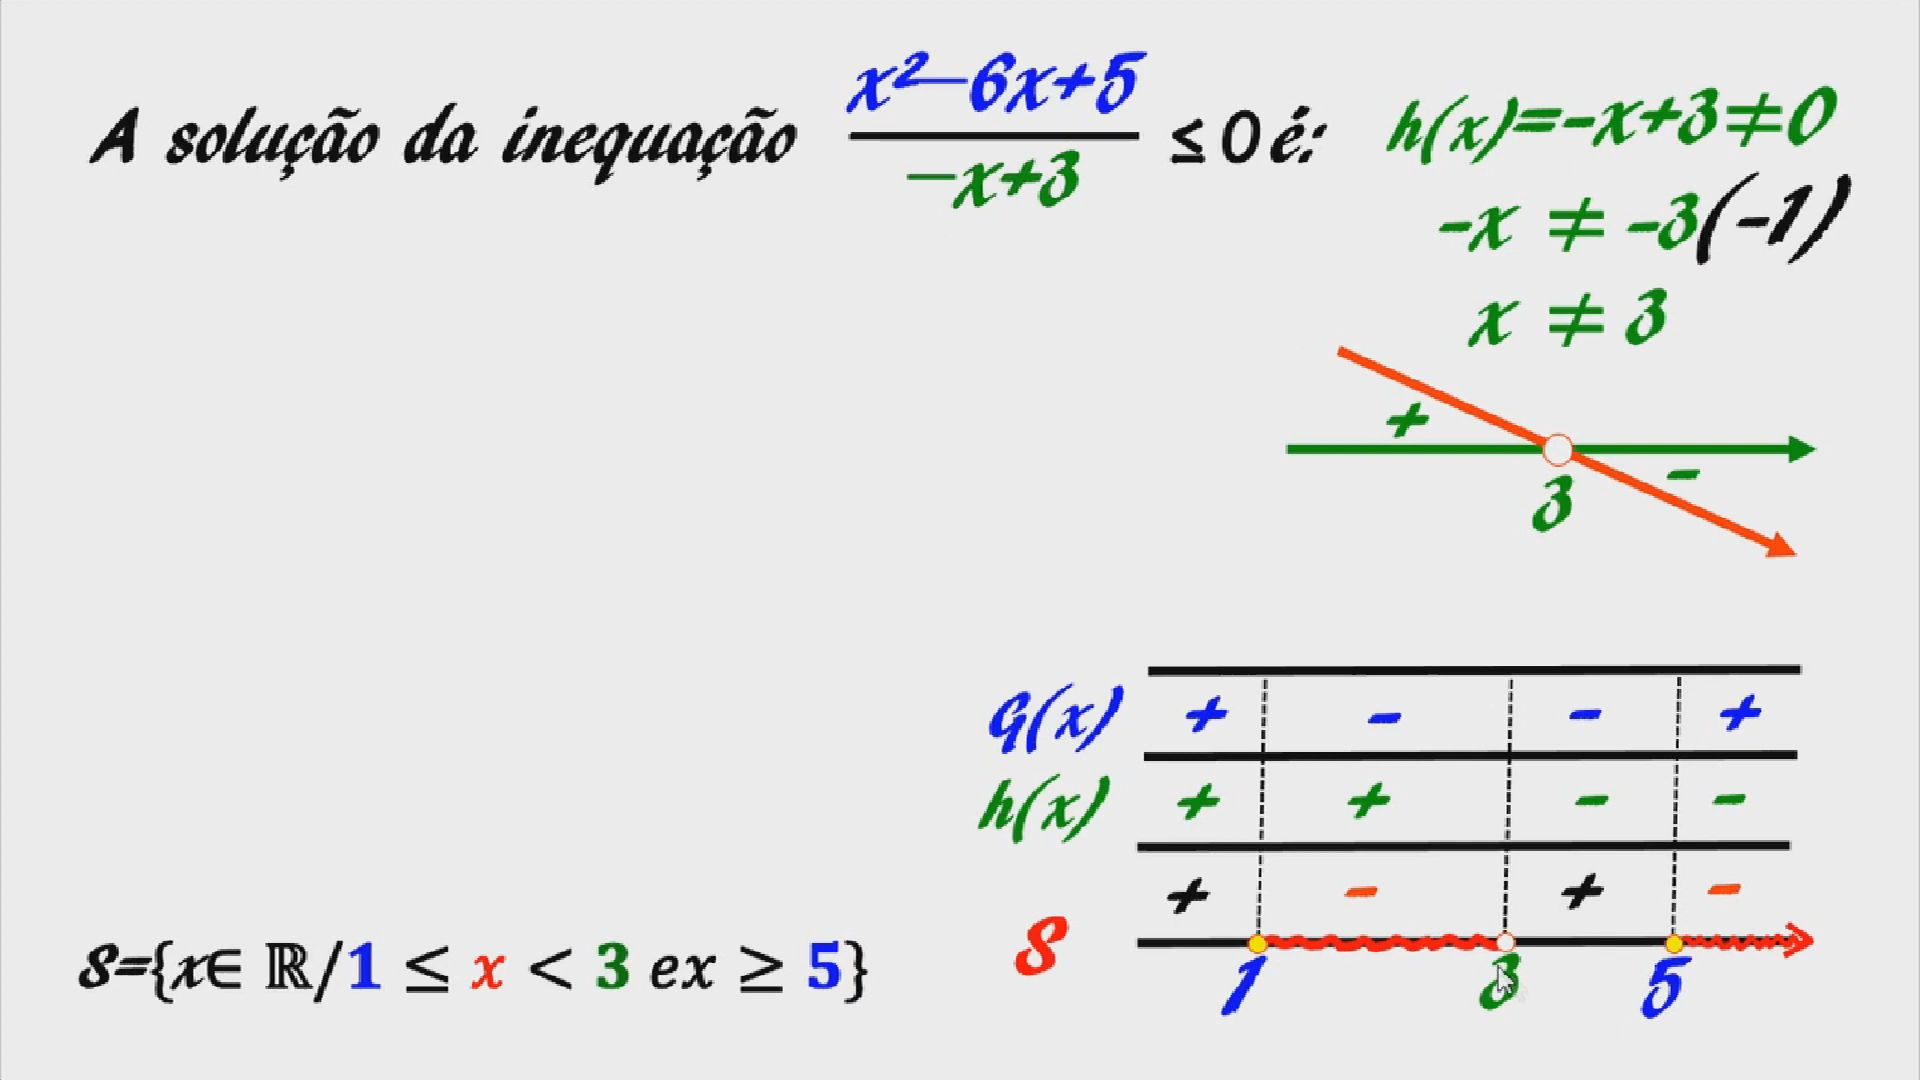 A solução da inequação x²-6x+5 / -x+3 ≤ 0 é:
h(x)=-x+3≠0
-x ≠ -3(-1)
x ≠ 3
+
-
3
G(x) + - - +
h(x) + + - -
+ - + -
S
1 3 5
S={x∈ ℝ/1 ≤ x < 3 ex ≥ 5}